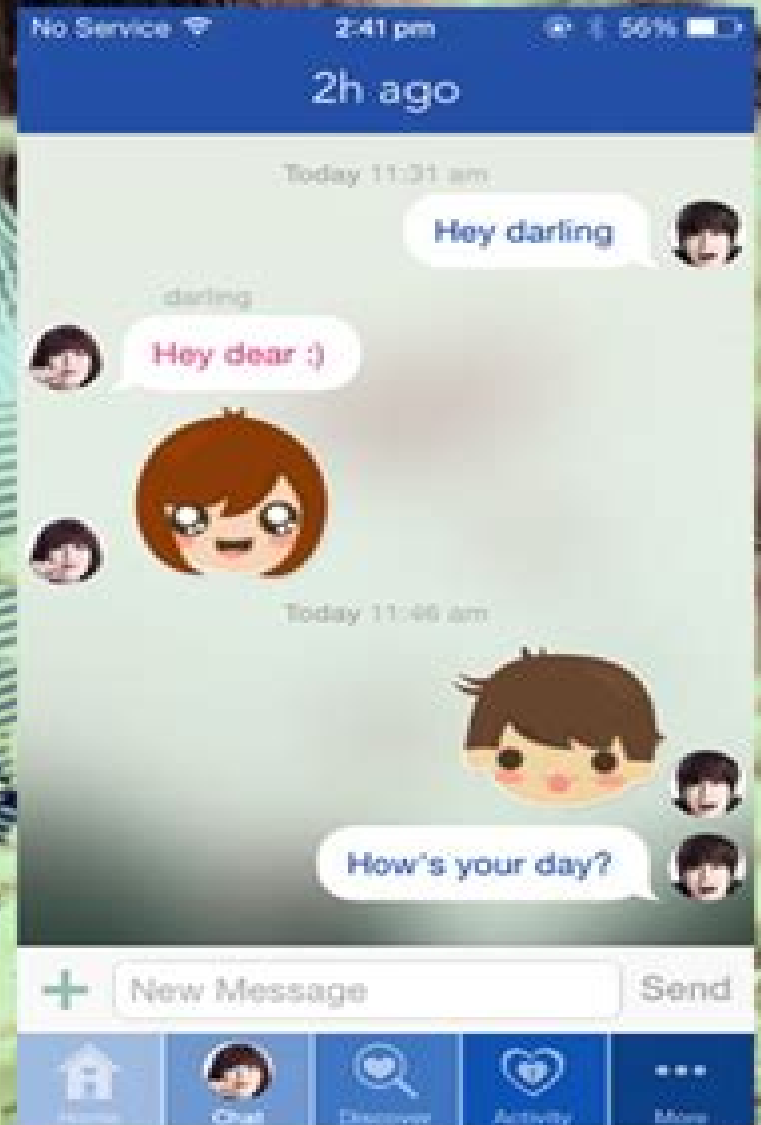 No Service 2:41 pm 56%
2h ago
Today 11:31 am
Hey darling
darling
Hey dear :)
Today 11:46 am
How's your day?
New Message Send
Home Chat Discover Activity More